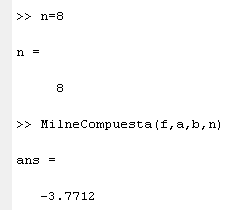 >> n=8
n =
8
>> MilneCompuesta(f,a,b,n)
ans =
-3.7712